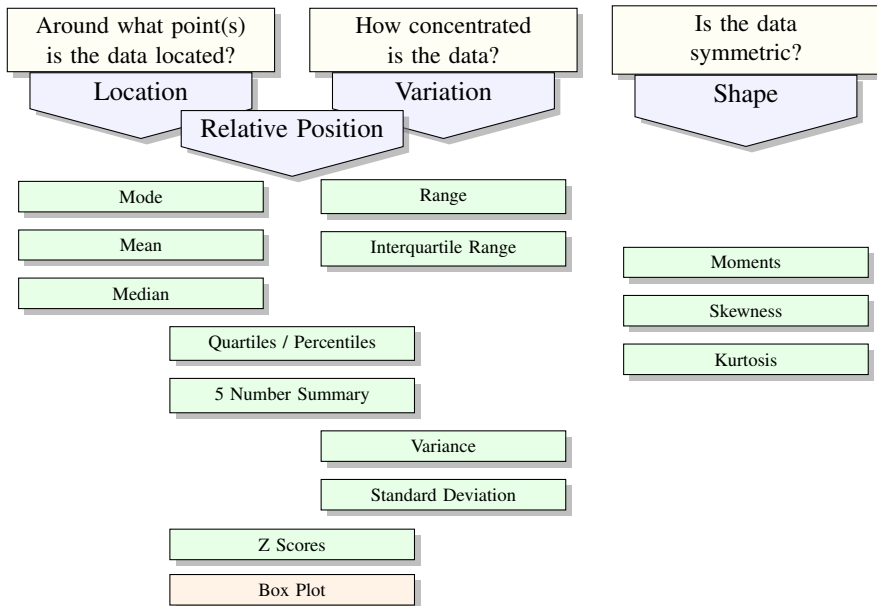 Around what point(s)
is the data located?
How concentrated
is the data?
Is the data
symmetric?
Location
Variation
Shape
Relative Position
Mode
Range
Mean
Interquartile Range
Moments
Median
Skewness
Quartiles / Percentiles
Kurtosis
5 Number Summary
Variance
Standard Deviation
Z Scores
Box Plot